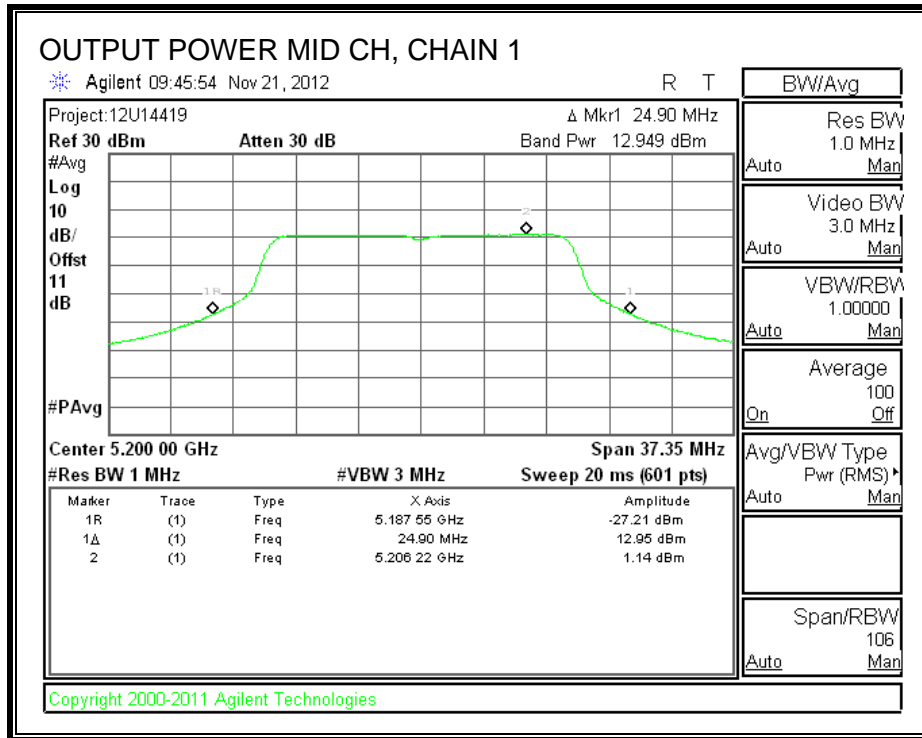 OUTPUT POWER MID CH, CHAIN 1
Agilent 09:45:54 Nov 21, 2012 R T
Project:12U14419 Δ Mkr1 24.90 MHz
Ref 30 dBm Atten 30 dB Band Pwr 12.949 dBm
#Avg
Log
10
dB/
Offst
11
dB
#PAvg
2
1R
1
Center 5.200 00 GHz Span 37.35 MHz
#Res BW 1 MHz #VBW 3 MHz Sweep 20 ms (601 pts)
Marker Trace Type X Axis Amplitude
1R (1) Freq 5.187 55 GHz -27.21 dBm
1Δ (1) Freq 24.90 MHz 12.95 dBm
2 (1) Freq 5.206 22 GHz 1.14 dBm
BW/Avg
Res BW
1.0 MHz
Auto Man
Video BW
3.0 MHz
Auto Man
VBW/RBW
1.00000
Auto Man
Average
100
On Off
Avg/VBW Type
Pwr (RMS)
Auto Man
Span/RBW
106
Auto Man
Copyright 2000-2011 Agilent Technologies